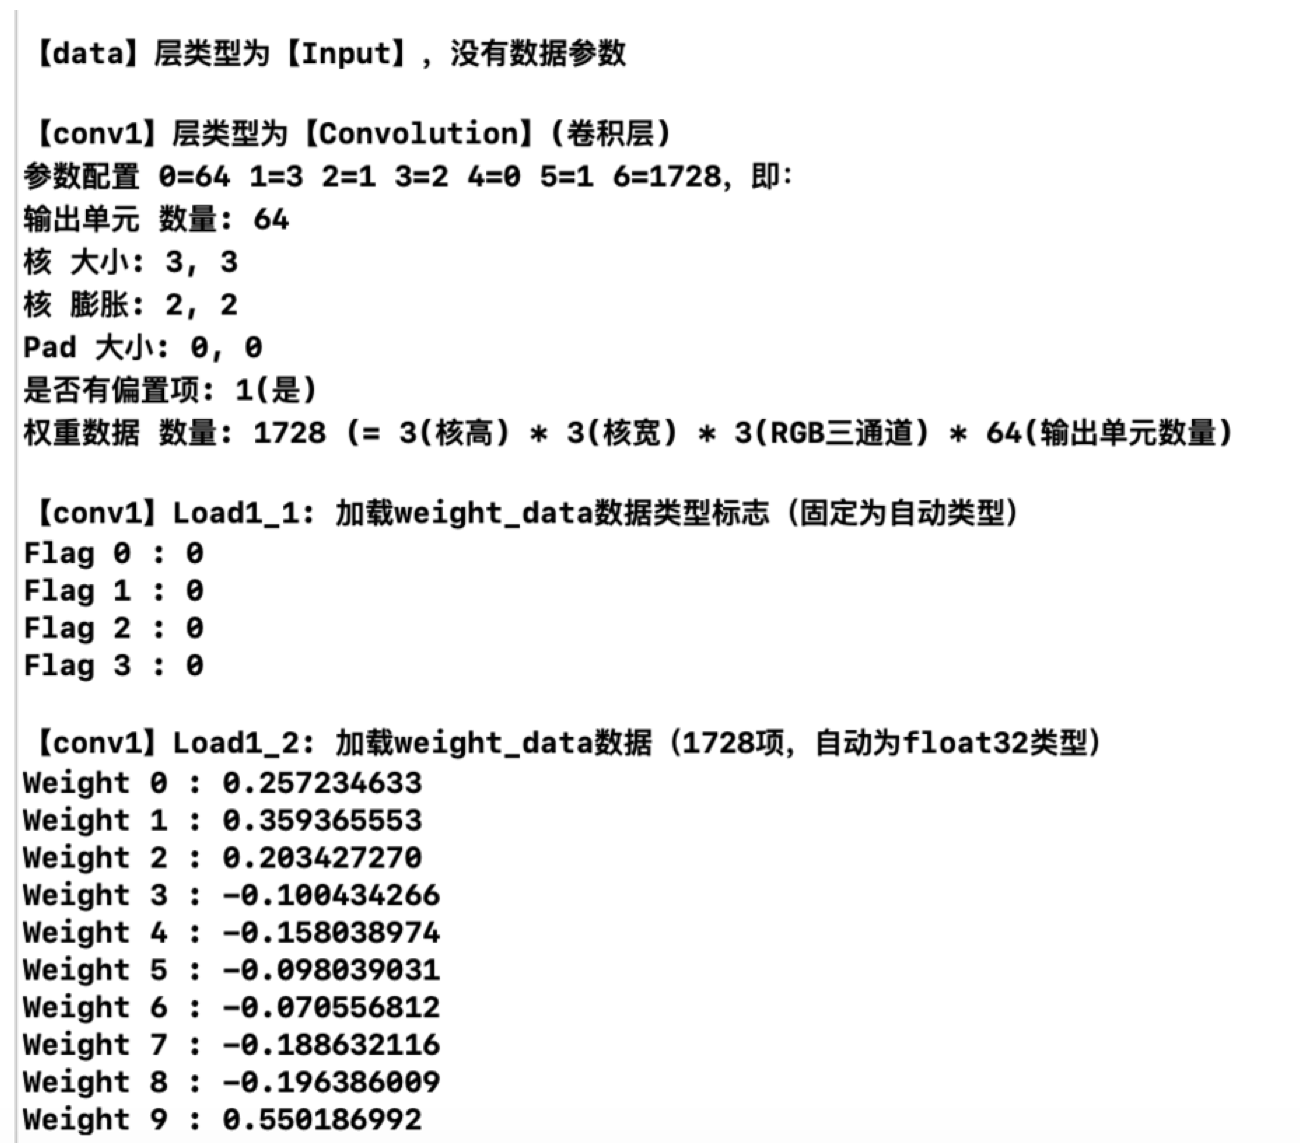 【data】层类型为【Input】，没有数据参数
【conv1】层类型为【Convolution】(卷积层)
参数配置 0=64 1=3 2=1 3=2 4=0 5=1 6=1728，即：
输出单元 数量: 64
核 大小: 3, 3
核 膨胀: 2, 2
Pad 大小: 0, 0
是否有偏置项: 1(是)
权重数据 数量: 1728 (= 3(核高) * 3(核宽) * 3(RGB三通道) * 64(输出单元数量)
【conv1】Load1_1: 加载weight_data数据类型标志（固定为自动类型）
Flag 0 : 0
Flag 1 : 0
Flag 2 : 0
Flag 3 : 0
【conv1】Load1_2: 加载weight_data数据（1728项，自动为float32类型）
Weight 0 : 0.257234633
Weight 1 : 0.359365553
Weight 2 : 0.203427270
Weight 3 : -0.100434266
Weight 4 : -0.158038974
Weight 5 : -0.098039031
Weight 6 : -0.070556812
Weight 7 : -0.188632116
Weight 8 : -0.196386009
Weight 9 : 0.550186992